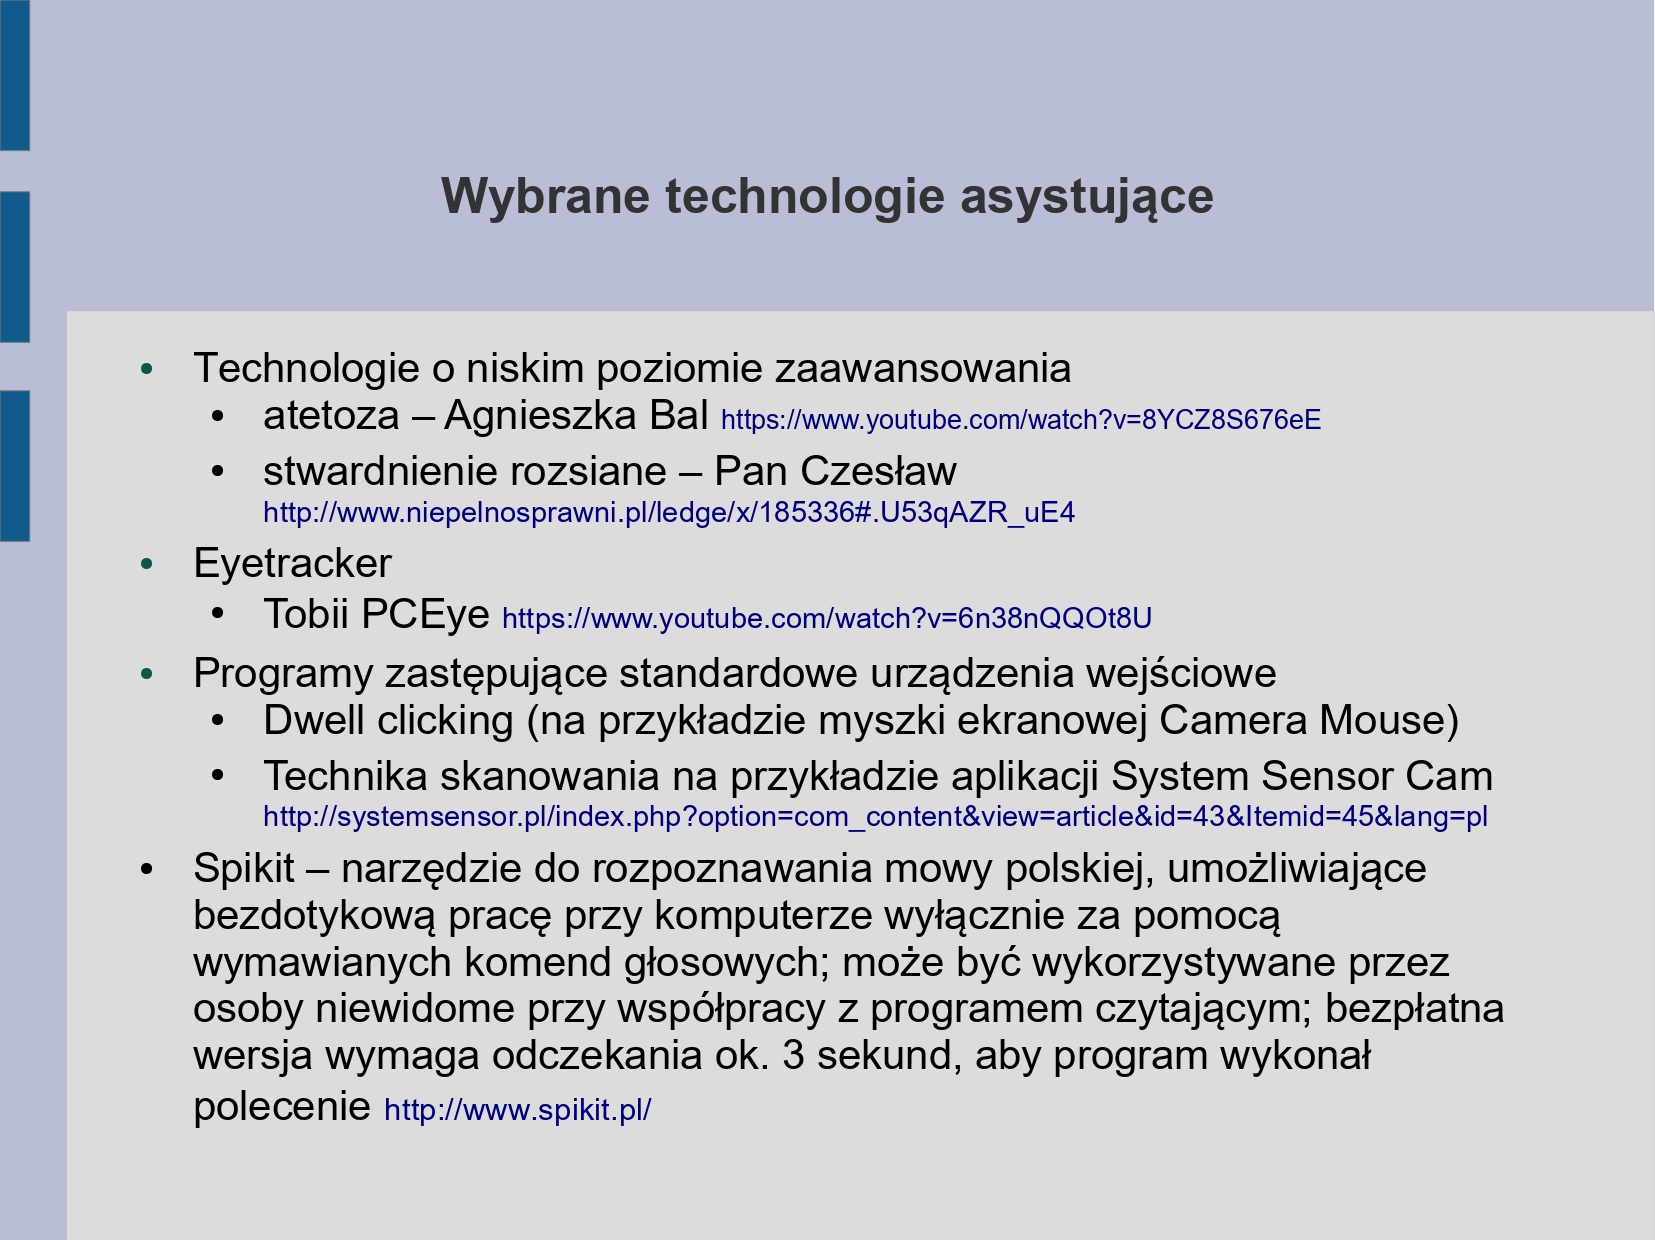 Wybrane technologie asystujące
• Technologie o niskim poziomie zaawansowania
• atetoza – Agnieszka Bal https://www.youtube.com/watch?v=8YCZ8S676eE
• stwardnienie rozsiane – Pan Czesław
http://www.niepelnosprawni.pl/ledge/x/185336#.U53qAZR_uE4
• Eyetracker
• Tobii PCEye https://www.youtube.com/watch?v=6n38nQQOt8U
• Programy zastępujące standardowe urządzenia wejściowe
• Dwell clicking (na przykładzie myszki ekranowej Camera Mouse)
• Technika skanowania na przykładzie aplikacji System Sensor Cam
http://systemsensor.pl/index.php?option=com_content&view=article&id=43&Itemid=45&lang=pl
• Spikit – narzędzie do rozpoznawania mowy polskiej, umożliwiające
bezdotykową pracę przy komputerze wyłącznie za pomocą
wymawianych komend głosowych; może być wykorzystywane przez
osoby niewidome przy współpracy z programem czytającym; bezpłatna
wersja wymaga odczekania ok. 3 sekund, aby program wykonał
polecenie http://www.spikit.pl/